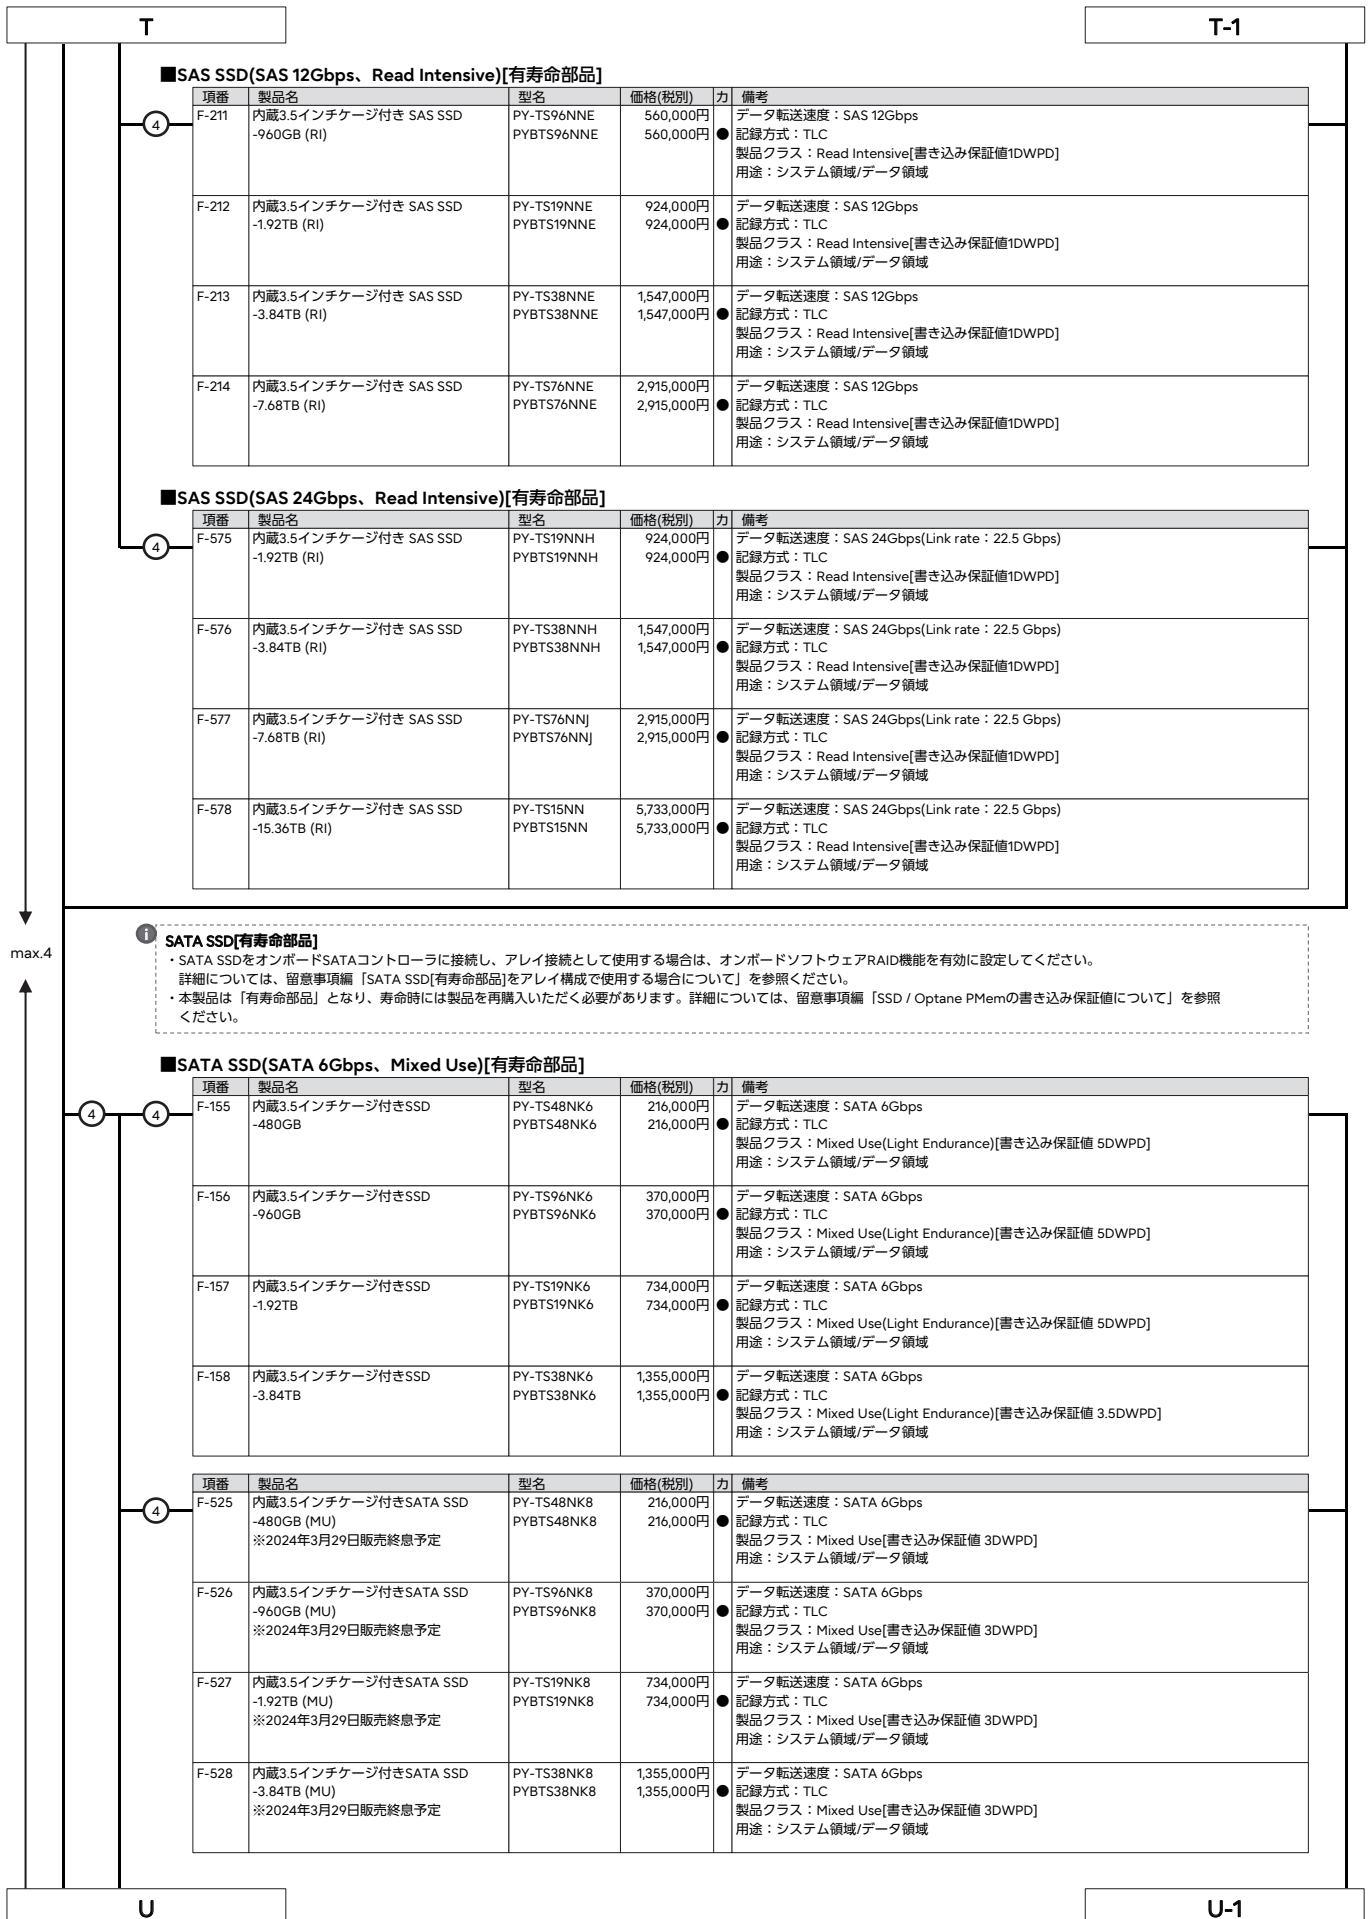 T
T-1
■SAS SSD(SAS 12Gbps、Read Intensive)[有寿命部品]
項番 製品名 型名 価格(税別) カ 備考
F-211 内蔵3.5インチケージ付き SAS SSD PY-TS96NNE 560,000円 データ転送速度：SAS 12Gbps
-960GB (RI) PYBTS96NNE 560,000円 ● 記録方式：TLC
製品クラス：Read Intensive[書き込み保証値1DWPD]
用途：システム領域/データ領域
F-212 内蔵3.5インチケージ付き SAS SSD PY-TS19NNE 924,000円 データ転送速度：SAS 12Gbps
-1.92TB (RI) PYBTS19NNE 924,000円 ● 記録方式：TLC
製品クラス：Read Intensive[書き込み保証値1DWPD]
用途：システム領域/データ領域
F-213 内蔵3.5インチケージ付き SAS SSD PY-TS38NNE 1,547,000円 データ転送速度：SAS 12Gbps
-3.84TB (RI) PYBTS38NNE 1,547,000円 ● 記録方式：TLC
製品クラス：Read Intensive[書き込み保証値1DWPD]
用途：システム領域/データ領域
F-214 内蔵3.5インチケージ付き SAS SSD PY-TS76NNE 2,915,000円 データ転送速度：SAS 12Gbps
-7.68TB (RI) PYBTS76NNE 2,915,000円 ● 記録方式：TLC
製品クラス：Read Intensive[書き込み保証値1DWPD]
用途：システム領域/データ領域
4
■SAS SSD(SAS 24Gbps、Read Intensive)[有寿命部品]
項番 製品名 型名 価格(税別) カ 備考
F-575 内蔵3.5インチケージ付き SAS SSD PY-TS19NNH 924,000円 データ転送速度：SAS 24Gbps(Link rate：22.5 Gbps)
-1.92TB (RI) PYBTS19NNH 924,000円 ● 記録方式：TLC
製品クラス：Read Intensive[書き込み保証値1DWPD]
用途：システム領域/データ領域
F-576 内蔵3.5インチケージ付き SAS SSD PY-TS38NNH 1,547,000円 データ転送速度：SAS 24Gbps(Link rate：22.5 Gbps)
-3.84TB (RI) PYBTS38NNH 1,547,000円 ● 記録方式：TLC
製品クラス：Read Intensive[書き込み保証値1DWPD]
用途：システム領域/データ領域
F-577 内蔵3.5インチケージ付き SAS SSD PY-TS76NNJ 2,915,000円 データ転送速度：SAS 24Gbps(Link rate：22.5 Gbps)
-7.68TB (RI) PYBTS76NNJ 2,915,000円 ● 記録方式：TLC
製品クラス：Read Intensive[書き込み保証値1DWPD]
用途：システム領域/データ領域
F-578 内蔵3.5インチケージ付き SAS SSD PY-TS15NN 5,733,000円 データ転送速度：SAS 24Gbps(Link rate：22.5 Gbps)
-15.36TB (RI) PYBTS15NN 5,733,000円 ● 記録方式：TLC
製品クラス：Read Intensive[書き込み保証値1DWPD]
用途：システム領域/データ領域
4
max.4
i
SATA SSD[有寿命部品]
・SATA SSDをオンボードSATAコントローラに接続し、アレイ接続として使用する場合は、オンボードソフトウェアRAID機能を有効に設定してください。
詳細については、留意事項編「SATA SSD[有寿命部品]をアレイ構成で使用する場合について」を参照ください。
・本製品は「有寿命部品」となり、寿命時には製品を再購入いただく必要があります。詳細については、留意事項編「SSD / Optane PMemの書き込み保証値について」を参照
ください。
■SATA SSD(SATA 6Gbps、Mixed Use)[有寿命部品]
項番 製品名 型名 価格(税別) カ 備考
F-155 内蔵3.5インチケージ付きSSD PY-TS48NK6 216,000円 データ転送速度：SATA 6Gbps
-480GB PYBTS48NK6 216,000円 ● 記録方式：TLC
製品クラス：Mixed Use(Light Endurance)[書き込み保証値 5DWPD]
用途：システム領域/データ領域
F-156 内蔵3.5インチケージ付きSSD PY-TS96NK6 370,000円 データ転送速度：SATA 6Gbps
-960GB PYBTS96NK6 370,000円 ● 記録方式：TLC
製品クラス：Mixed Use(Light Endurance)[書き込み保証値 5DWPD]
用途：システム領域/データ領域
F-157 内蔵3.5インチケージ付きSSD PY-TS19NK6 734,000円 データ転送速度：SATA 6Gbps
-1.92TB PYBTS19NK6 734,000円 ● 記録方式：TLC
製品クラス：Mixed Use(Light Endurance)[書き込み保証値 5DWPD]
用途：システム領域/データ領域
F-158 内蔵3.5インチケージ付きSSD PY-TS38NK6 1,355,000円 データ転送速度：SATA 6Gbps
-3.84TB PYBTS38NK6 1,355,000円 ● 記録方式：TLC
製品クラス：Mixed Use(Light Endurance)[書き込み保証値 3.5DWPD]
用途：システム領域/データ領域
4 4
項番 製品名 型名 価格(税別) カ 備考
F-525 内蔵3.5インチケージ付きSATA SSD PY-TS48NK8 216,000円 データ転送速度：SATA 6Gbps
-480GB (MU) PYBTS48NK8 216,000円 ● 記録方式：TLC
※2024年3月29日販売終息予定 製品クラス：Mixed Use[書き込み保証値 3DWPD]
用途：システム領域/データ領域
F-526 内蔵3.5インチケージ付きSATA SSD PY-TS96NK8 370,000円 データ転送速度：SATA 6Gbps
-960GB (MU) PYBTS96NK8 370,000円 ● 記録方式：TLC
※2024年3月29日販売終息予定 製品クラス：Mixed Use[書き込み保証値 3DWPD]
用途：システム領域/データ領域
F-527 内蔵3.5インチケージ付きSATA SSD PY-TS19NK8 734,000円 データ転送速度：SATA 6Gbps
-1.92TB (MU) PYBTS19NK8 734,000円 ● 記録方式：TLC
※2024年3月29日販売終息予定 製品クラス：Mixed Use[書き込み保証値 3DWPD]
用途：システム領域/データ領域
F-528 内蔵3.5インチケージ付きSATA SSD PY-TS38NK8 1,355,000円 データ転送速度：SATA 6Gbps
-3.84TB (MU) PYBTS38NK8 1,355,000円 ● 記録方式：TLC
※2024年3月29日販売終息予定 製品クラス：Mixed Use[書き込み保証値 3DWPD]
用途：システム領域/データ領域
4
U
U-1